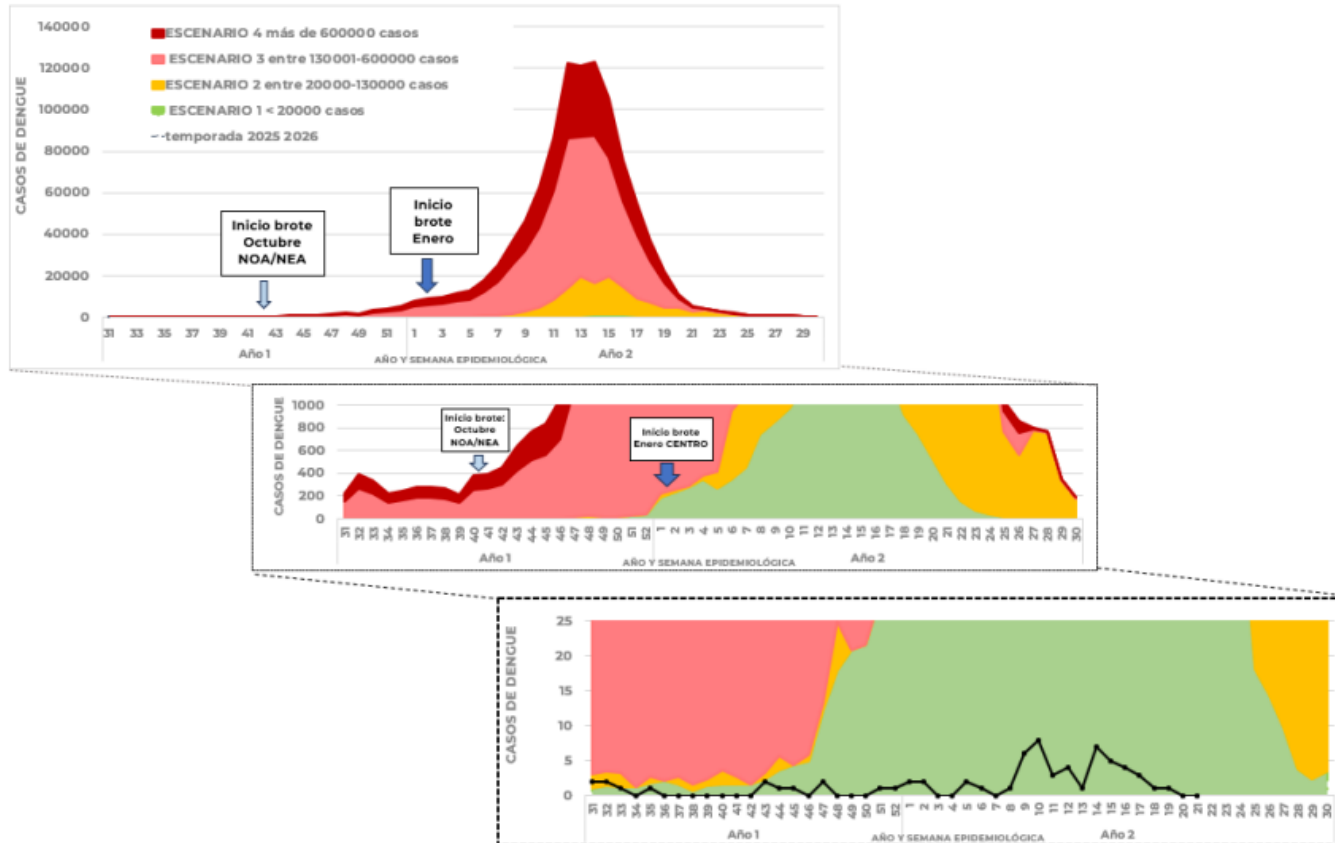 140000
120000
100000
80000
60000
40000
20000
0
CASOS DE DENGUE
ESCENARIO 4 más de 600000 casos
ESCENARIO 3 entre 130001-600000 casos
ESCENARIO 2 entre 20000-130000 casos
ESCENARIO 1 < 20000 casos
temporada 2025 2026
Inicio brote
Octubre
NOA/NEA
Inicio
brote
Enero
31 33 35 37 39 41 43 45 47 49 51 1 3 5 7 9 11 13 15 17 19 21 23 25 27 29
Año 1 Año 2
AÑO Y SEMANA EPIDEMIOLÓGICA
1000
800
600
400
200
0
CASOS DE DENGUE
Inicio brote:
Octubre
NOA/NEA
Inicio brote
Enero CENTRO
31 32 33 34 35 36 37 38 39 40 41 42 43 44 45 46 47 48 49 50 51 52 1 2 3 4 5 6 7 8 9 10 11 12 13 14 15 16 17 18 19 20 21 22 23 24 25 26 27 28 29 30
Año 1 Año 2
AÑO Y SEMANA EPIDEMIOLÓGICA
25
20
15
10
5
0
CASOS DE DENGUE
31 32 33 34 35 36 37 38 39 40 41 42 43 44 45 46 47 48 49 50 51 52 1 2 3 4 5 6 7 8 9 10 11 12 13 14 15 16 17 18 19 20 21 22 23 24 25 26 27 28 29 30
Año 1 Año 2
AÑO Y SEMANA EPIDEMIOLÓGICA